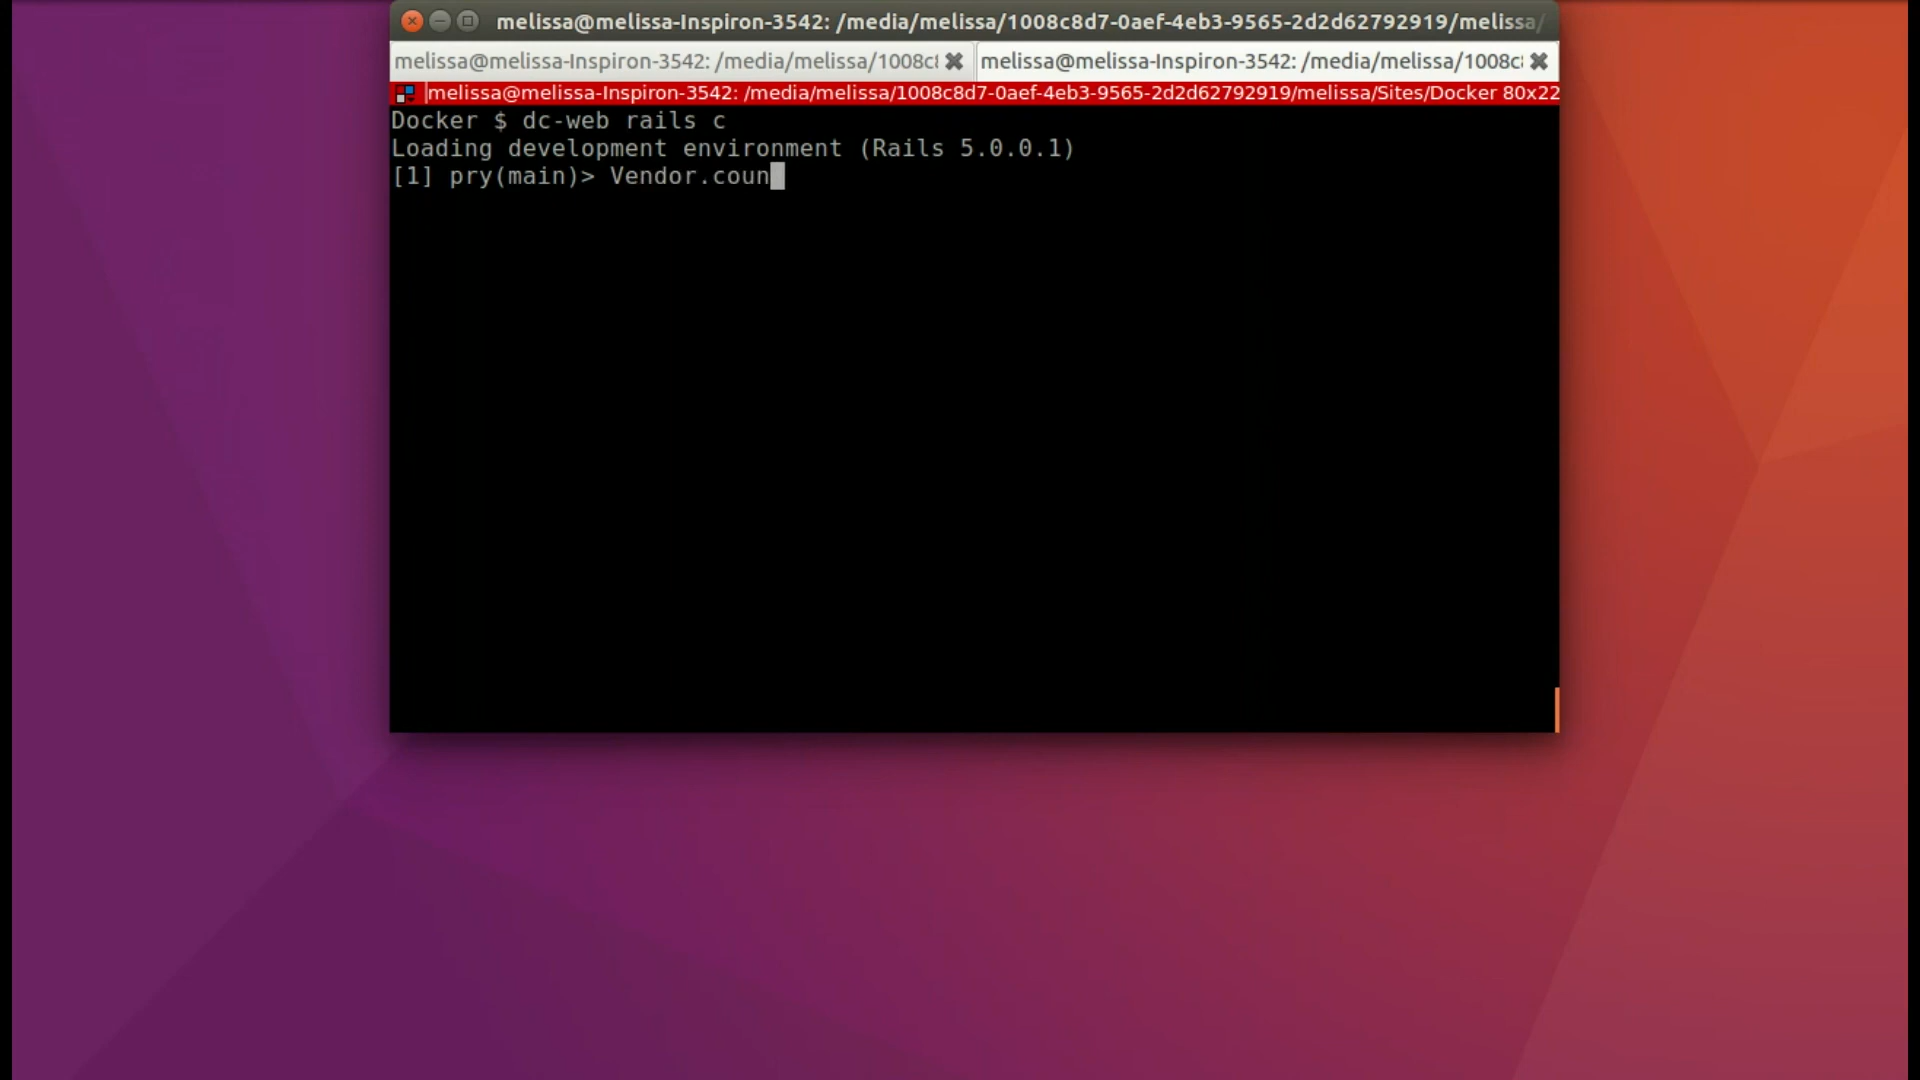 melissa@melissa-Inspiron-3542: /media/melissa/1008c8d7-0aef-4eb3-9565-2d2d62792919/melissa/
melissa@melissa-Inspiron-3542: /media/melissa/1008c8 melissa@melissa-Inspiron-3542: /media/melissa/1008c8
melissa@melissa-Inspiron-3542: /media/melissa/1008c8d7-0aef-4eb3-9565-2d2d62792919/melissa/Sites/Docker 80x22
Docker $ dc-web rails c
Loading development environment (Rails 5.0.0.1)
[1] pry(main)> Vendor.coun